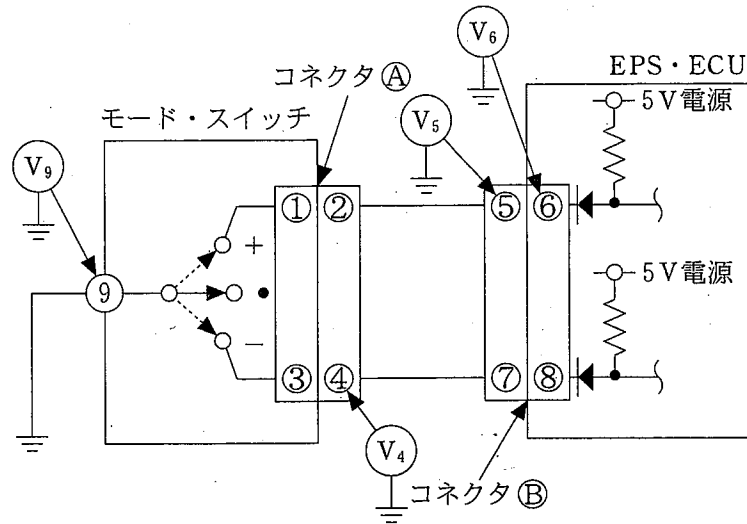 V₆
EPS・ECU
コネクタⒶ
5V電源
モード・スイッチ
V₅
V₉
① ② ⑤ ⑥
+
5V電源
⑨
●
−
③ ④ ⑦ ⑧
V₄
コネクタⒷ